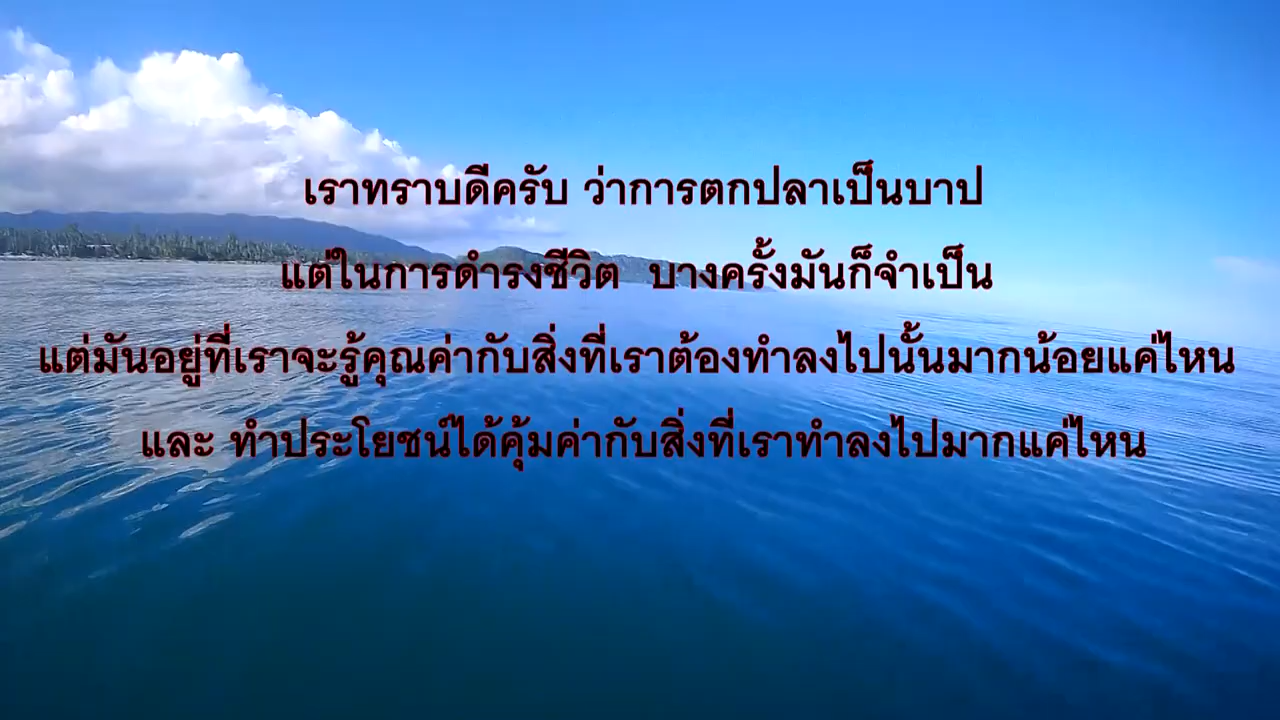 เราทราบดีครับ ว่าการตกปลาเป็นบาป
แต่ในการดำรงชีวิต  บางครั้งมันก็จำเป็น
แต่มันอยู่ที่เราจะรู้คุณค่ากับสิ่งที่เราต้องทำลงไปนั้นมากน้อยแค่ไหน
และ ทำประโยชน์ได้คุ้มค่ากับสิ่งที่เราทำลงไปมากแค่ไหน